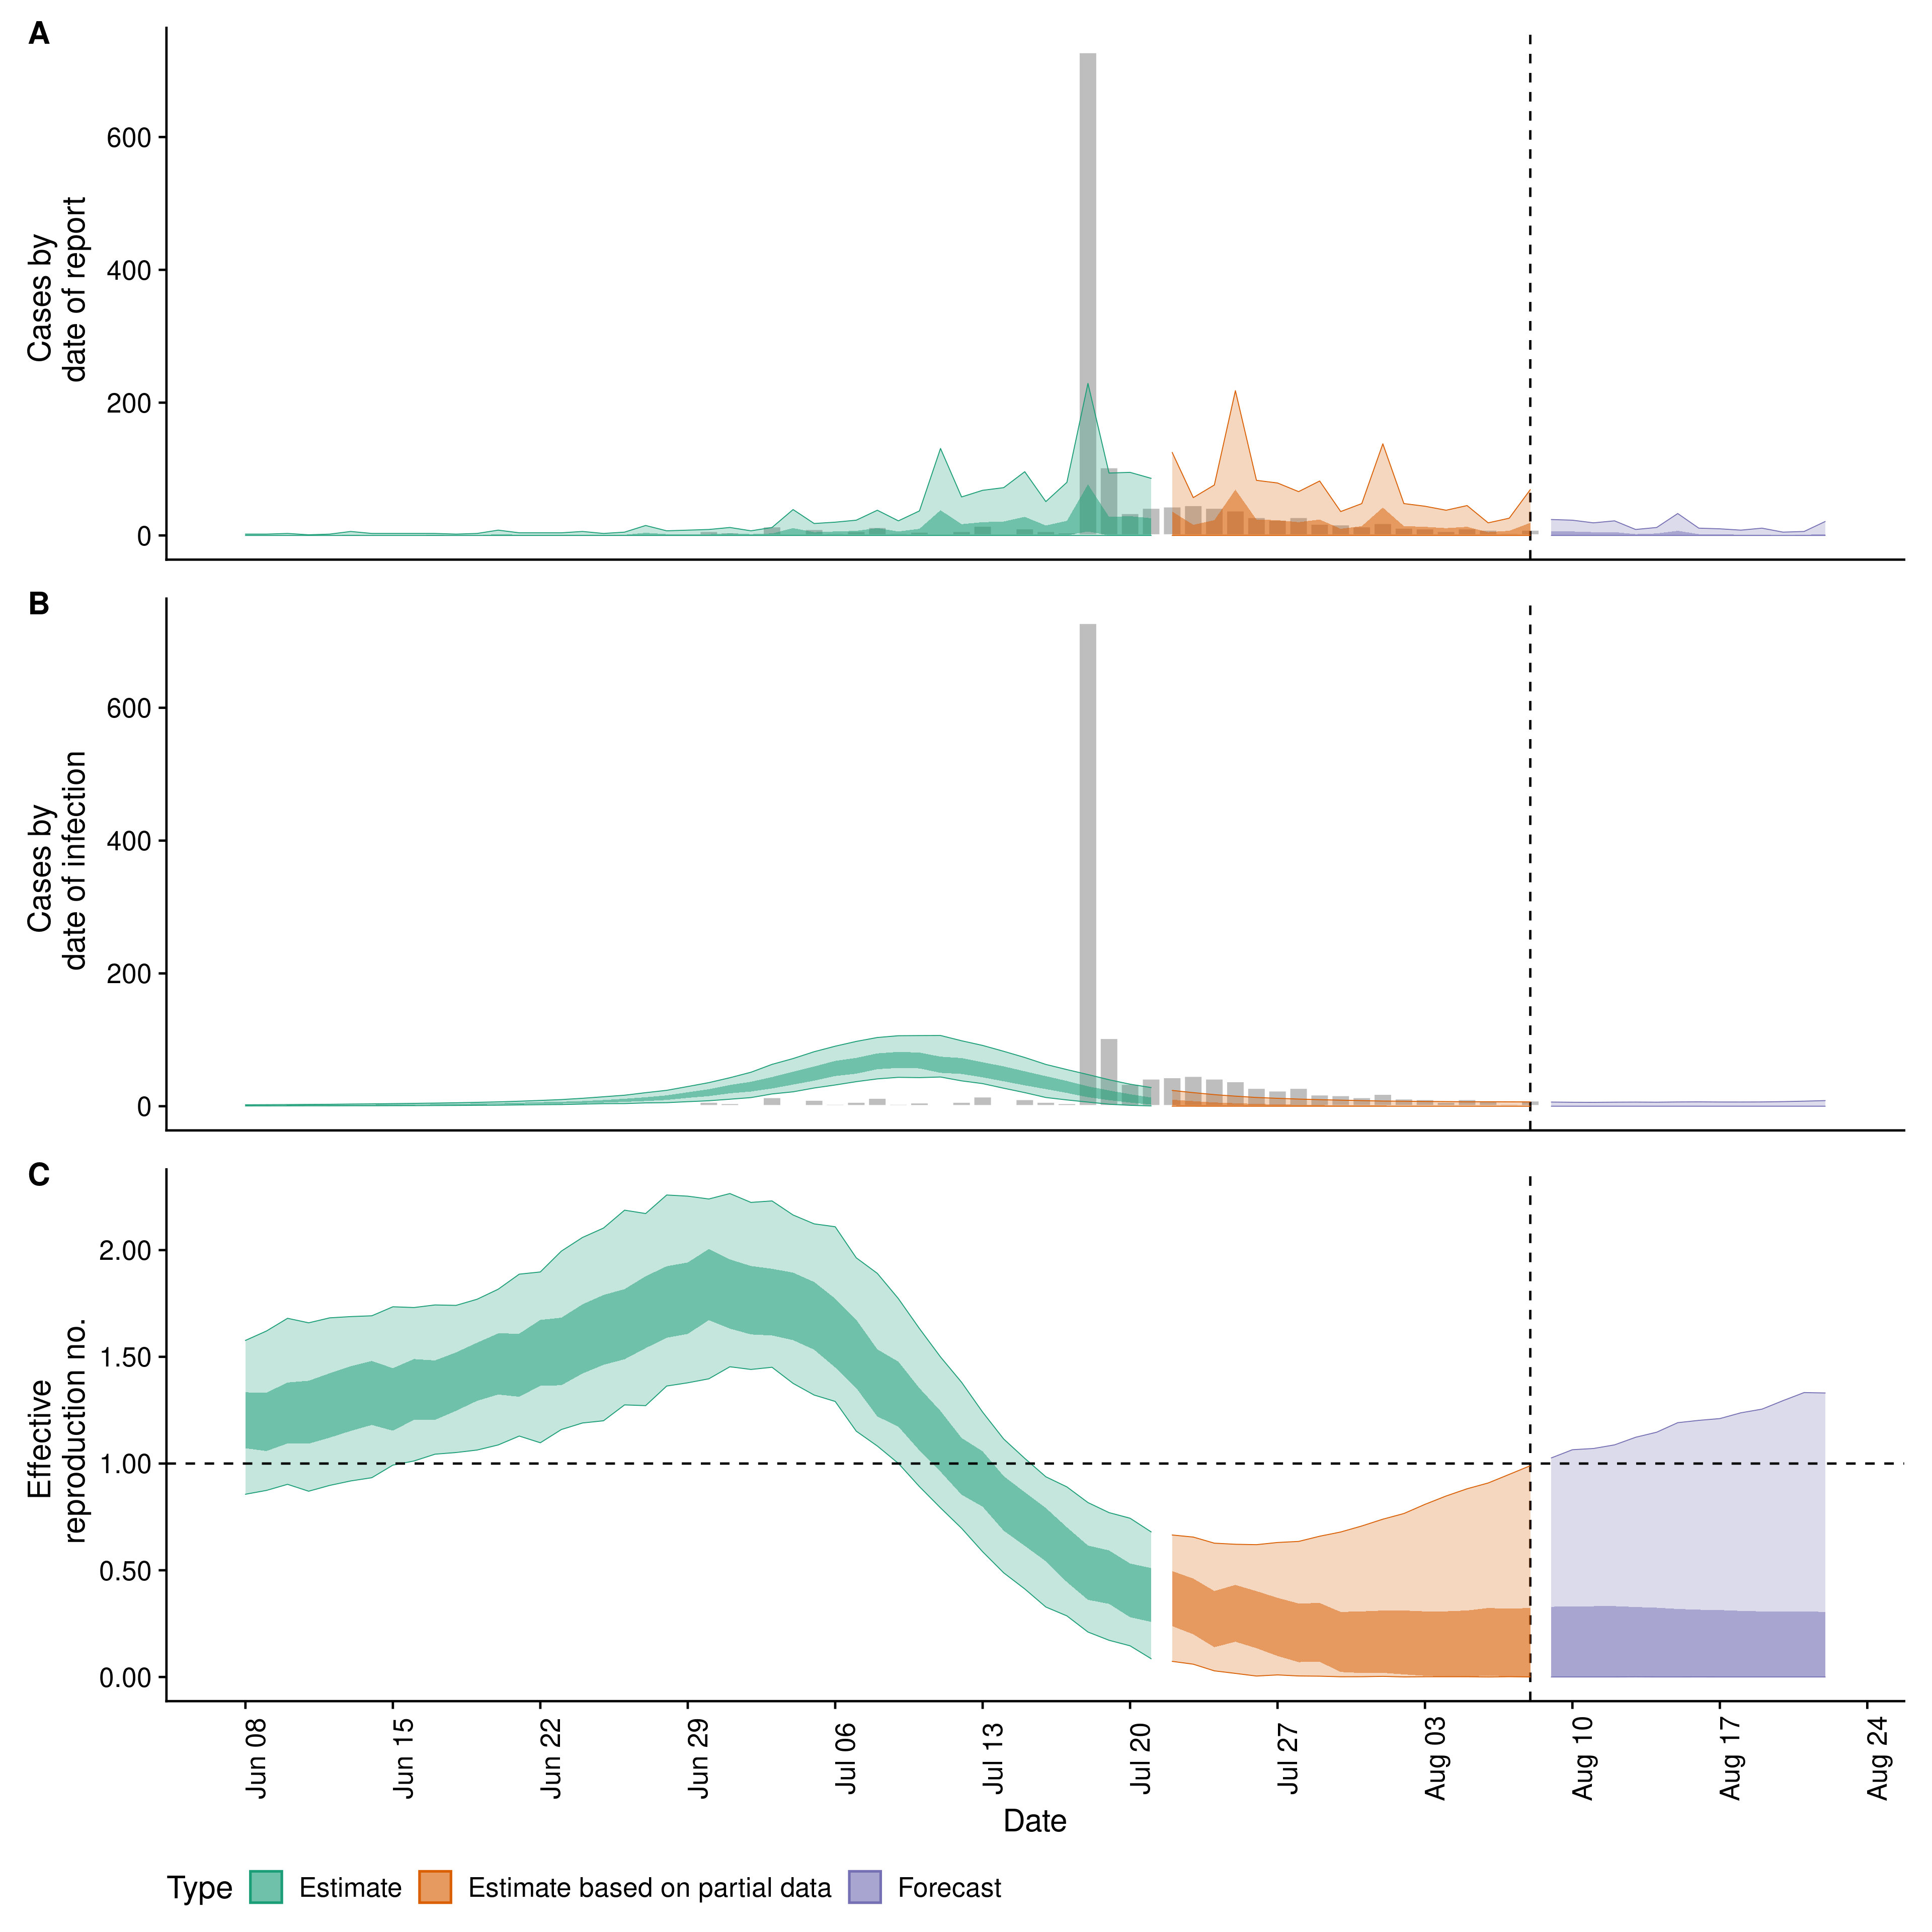 A
Cases by
date of report
600
400
200
0
B
Cases by
date of infection
600
400
200
0
C
Effective
reproduction no.
2.00
1.50
1.00
0.50
0.00
Jun 08
Jun 15
Jun 22
Jun 29
Jul 06
Jul 13
Jul 20
Jul 27
Aug 03
Aug 10
Aug 17
Aug 24
Date
Type Estimate Estimate based on partial data Forecast